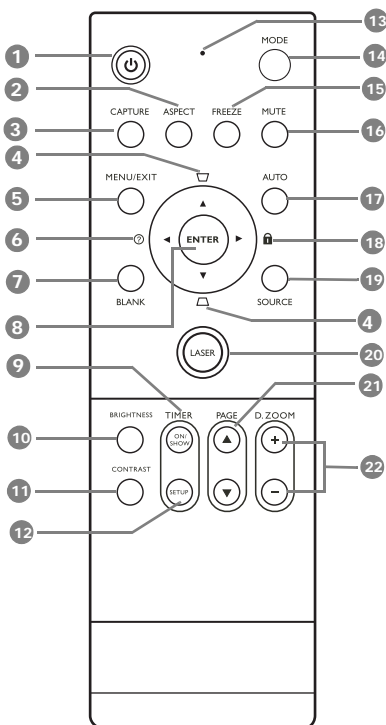 13
MODE
1
14
2
15
CAPTURE ASPECT FREEZE MUTE
3
16
4
MENU/EXIT AUTO
5
17
6
?
ENTER
18
7
19
BLANK SOURCE
8
4
LASER
20
9
21
BRIGHTNESS TIMER PAGE D. ZOOM
10
ON/
SHOW
+
22
CONTRAST
11
SETUP
−
12